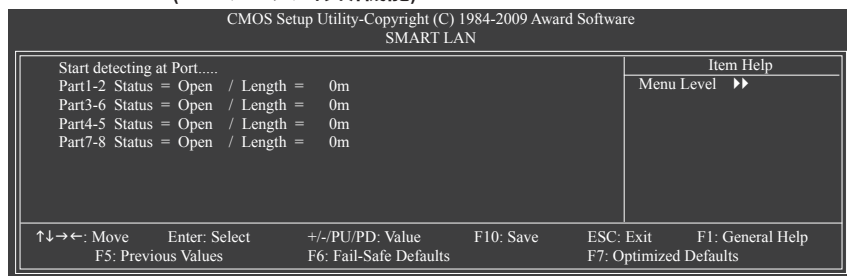 CMOS Setup Utility-Copyright (C) 1984-2009 Award Software
SMART LAN
Start detecting at Port.....
Part1-2 Status = Open / Length = 0m
Part3-6 Status = Open / Length = 0m
Part4-5 Status = Open / Length = 0m
Part7-8 Status = Open / Length = 0m
Item Help
Menu Level ▶▶
↑↓→←: Move Enter: Select +/-/PU/PD: Value F10: Save ESC: Exit F1: General Help
F5: Previous Values F6: Fail-Safe Defaults F7: Optimized Defaults